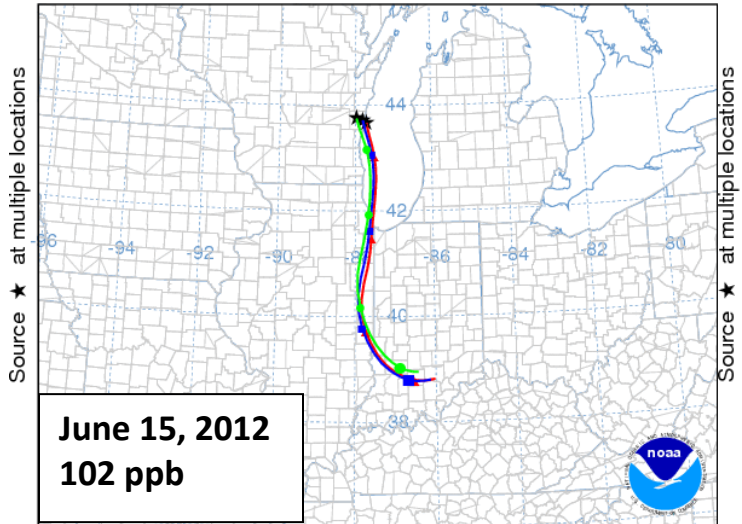 Source ★ at multiple locations
44
42
-96
-94
-92
-90
-86
-84
-82
80
40
38
June 15, 2012
102 ppb
noaa
Source ★ at multiple locations